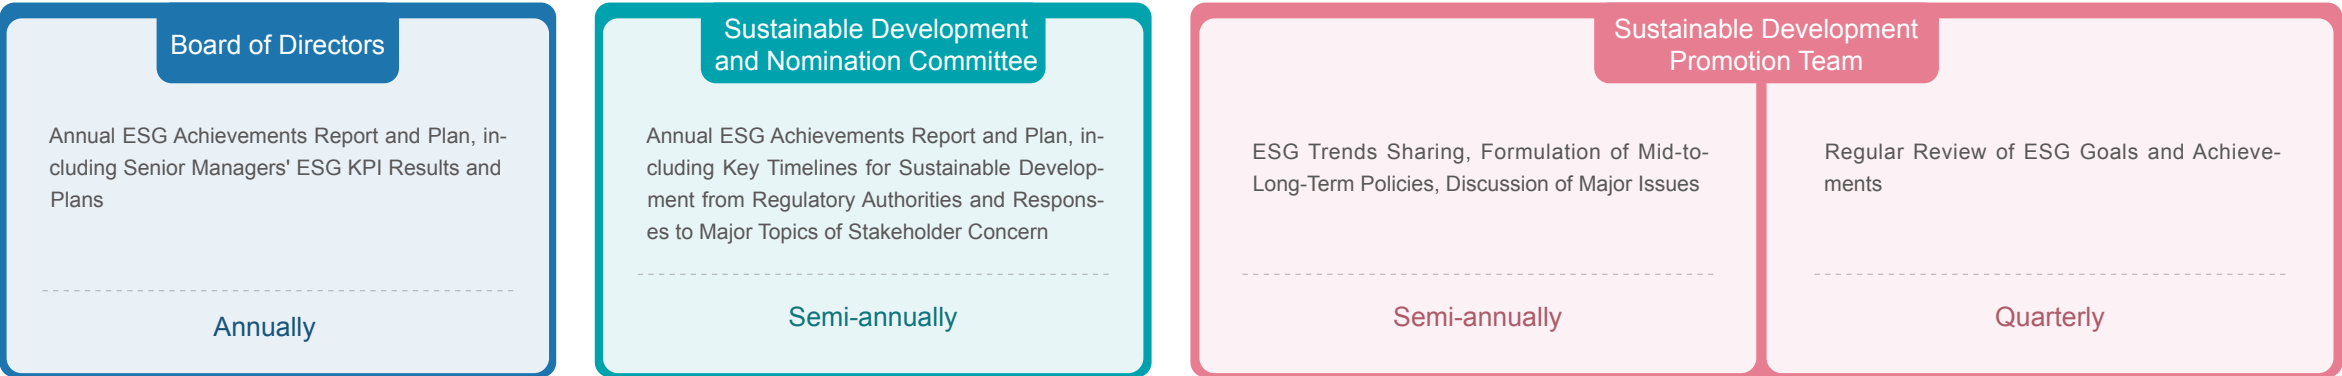 Board of Directors
Annual ESG Achievements Report and Plan, in-
cluding Senior Managers' ESG KPI Results and
Plans
Annually
Sustainable Development
and Nomination Committee
Annual ESG Achievements Report and Plan, in-
cluding Key Timelines for Sustainable Develop-
ment from Regulatory Authorities and Respons-
es to Major Topics of Stakeholder Concern
Semi-annually
Sustainable Development
Promotion Team
ESG Trends Sharing, Formulation of Mid-to-
Long-Term Policies, Discussion of Major Issues
Semi-annually
Regular Review of ESG Goals and Achieve-
ments
Quarterly